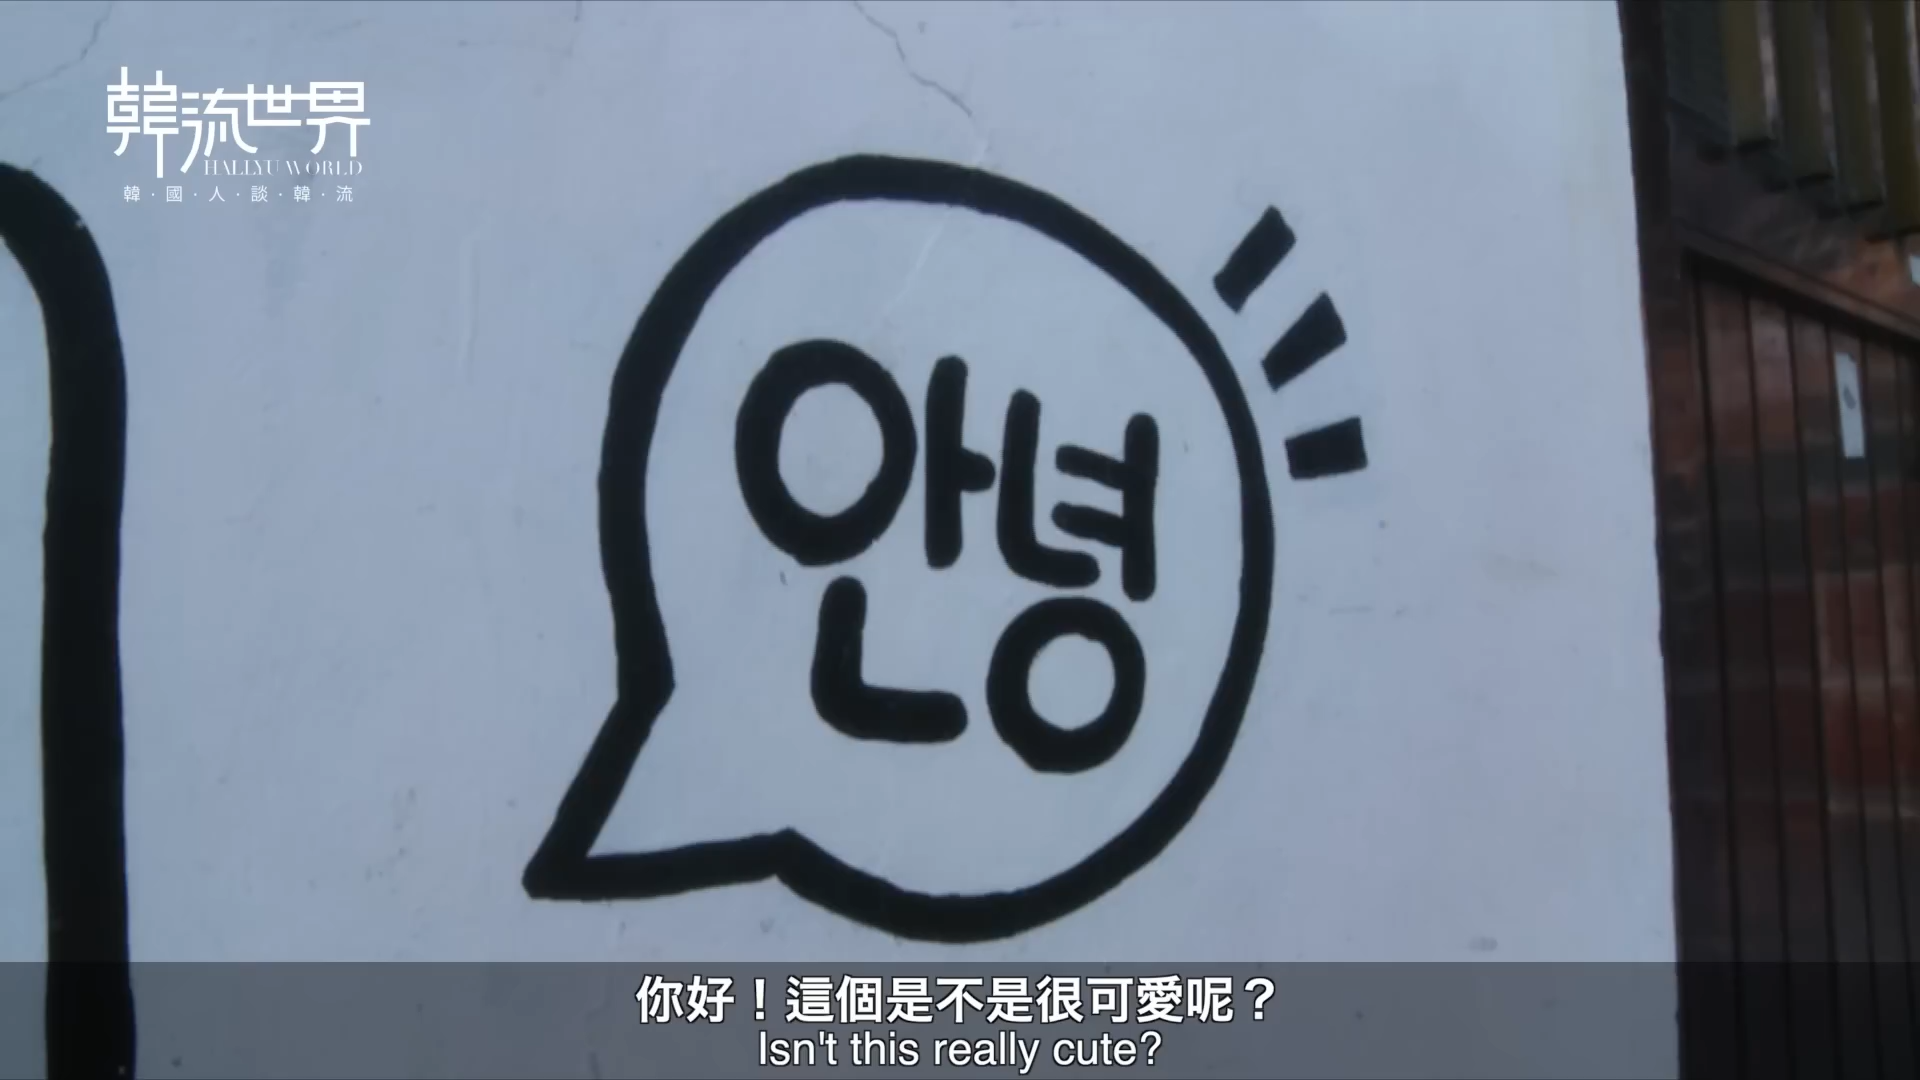 韓流世界
HALLYU WORLD
韓·國·人·談·韓·流
안녕
你好！這個是不是很可愛呢？
Isn't this really cute?